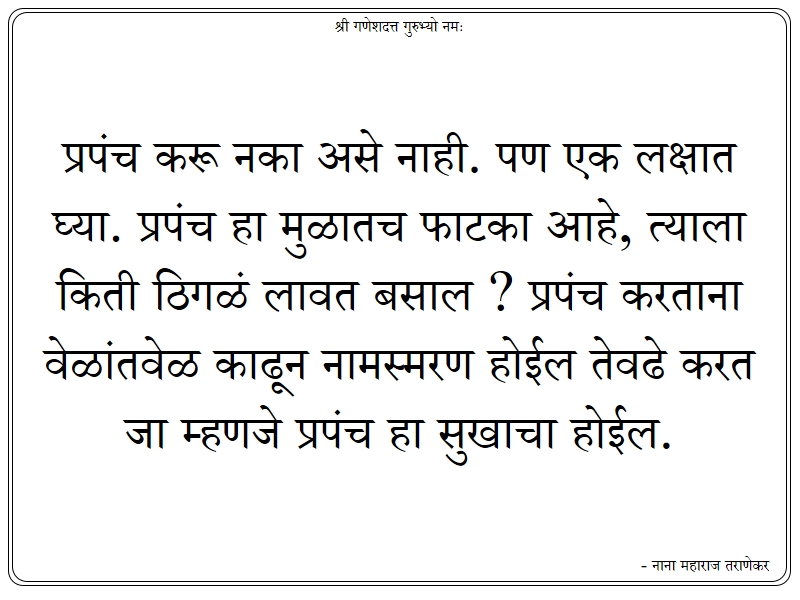 श्री गणेशदत्त गुरुभ्यो नमः
प्रपंच करू नका असे नाही. पण एक लक्षात
घ्या. प्रपंच हा मुळातच फाटका आहे, त्याला
किती ठिगळं लावत बसाल ? प्रपंच करताना
वेळांतवेळ काढून नामस्मरण होईल तेवढे करत
जा म्हणजे प्रपंच हा सुखाचा होईल.
- नाना महाराज तराणेकर